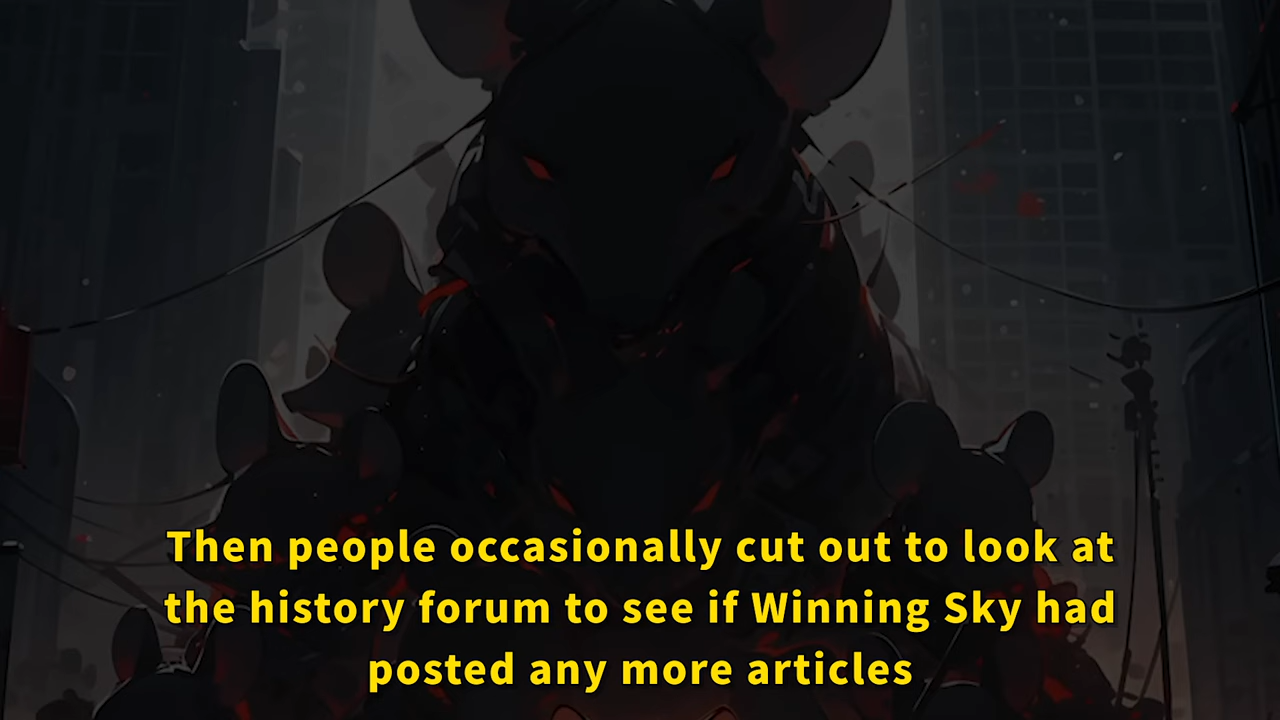 Then people occasionally cut out to look at
the history forum to see if Winning Sky had
posted any more articles